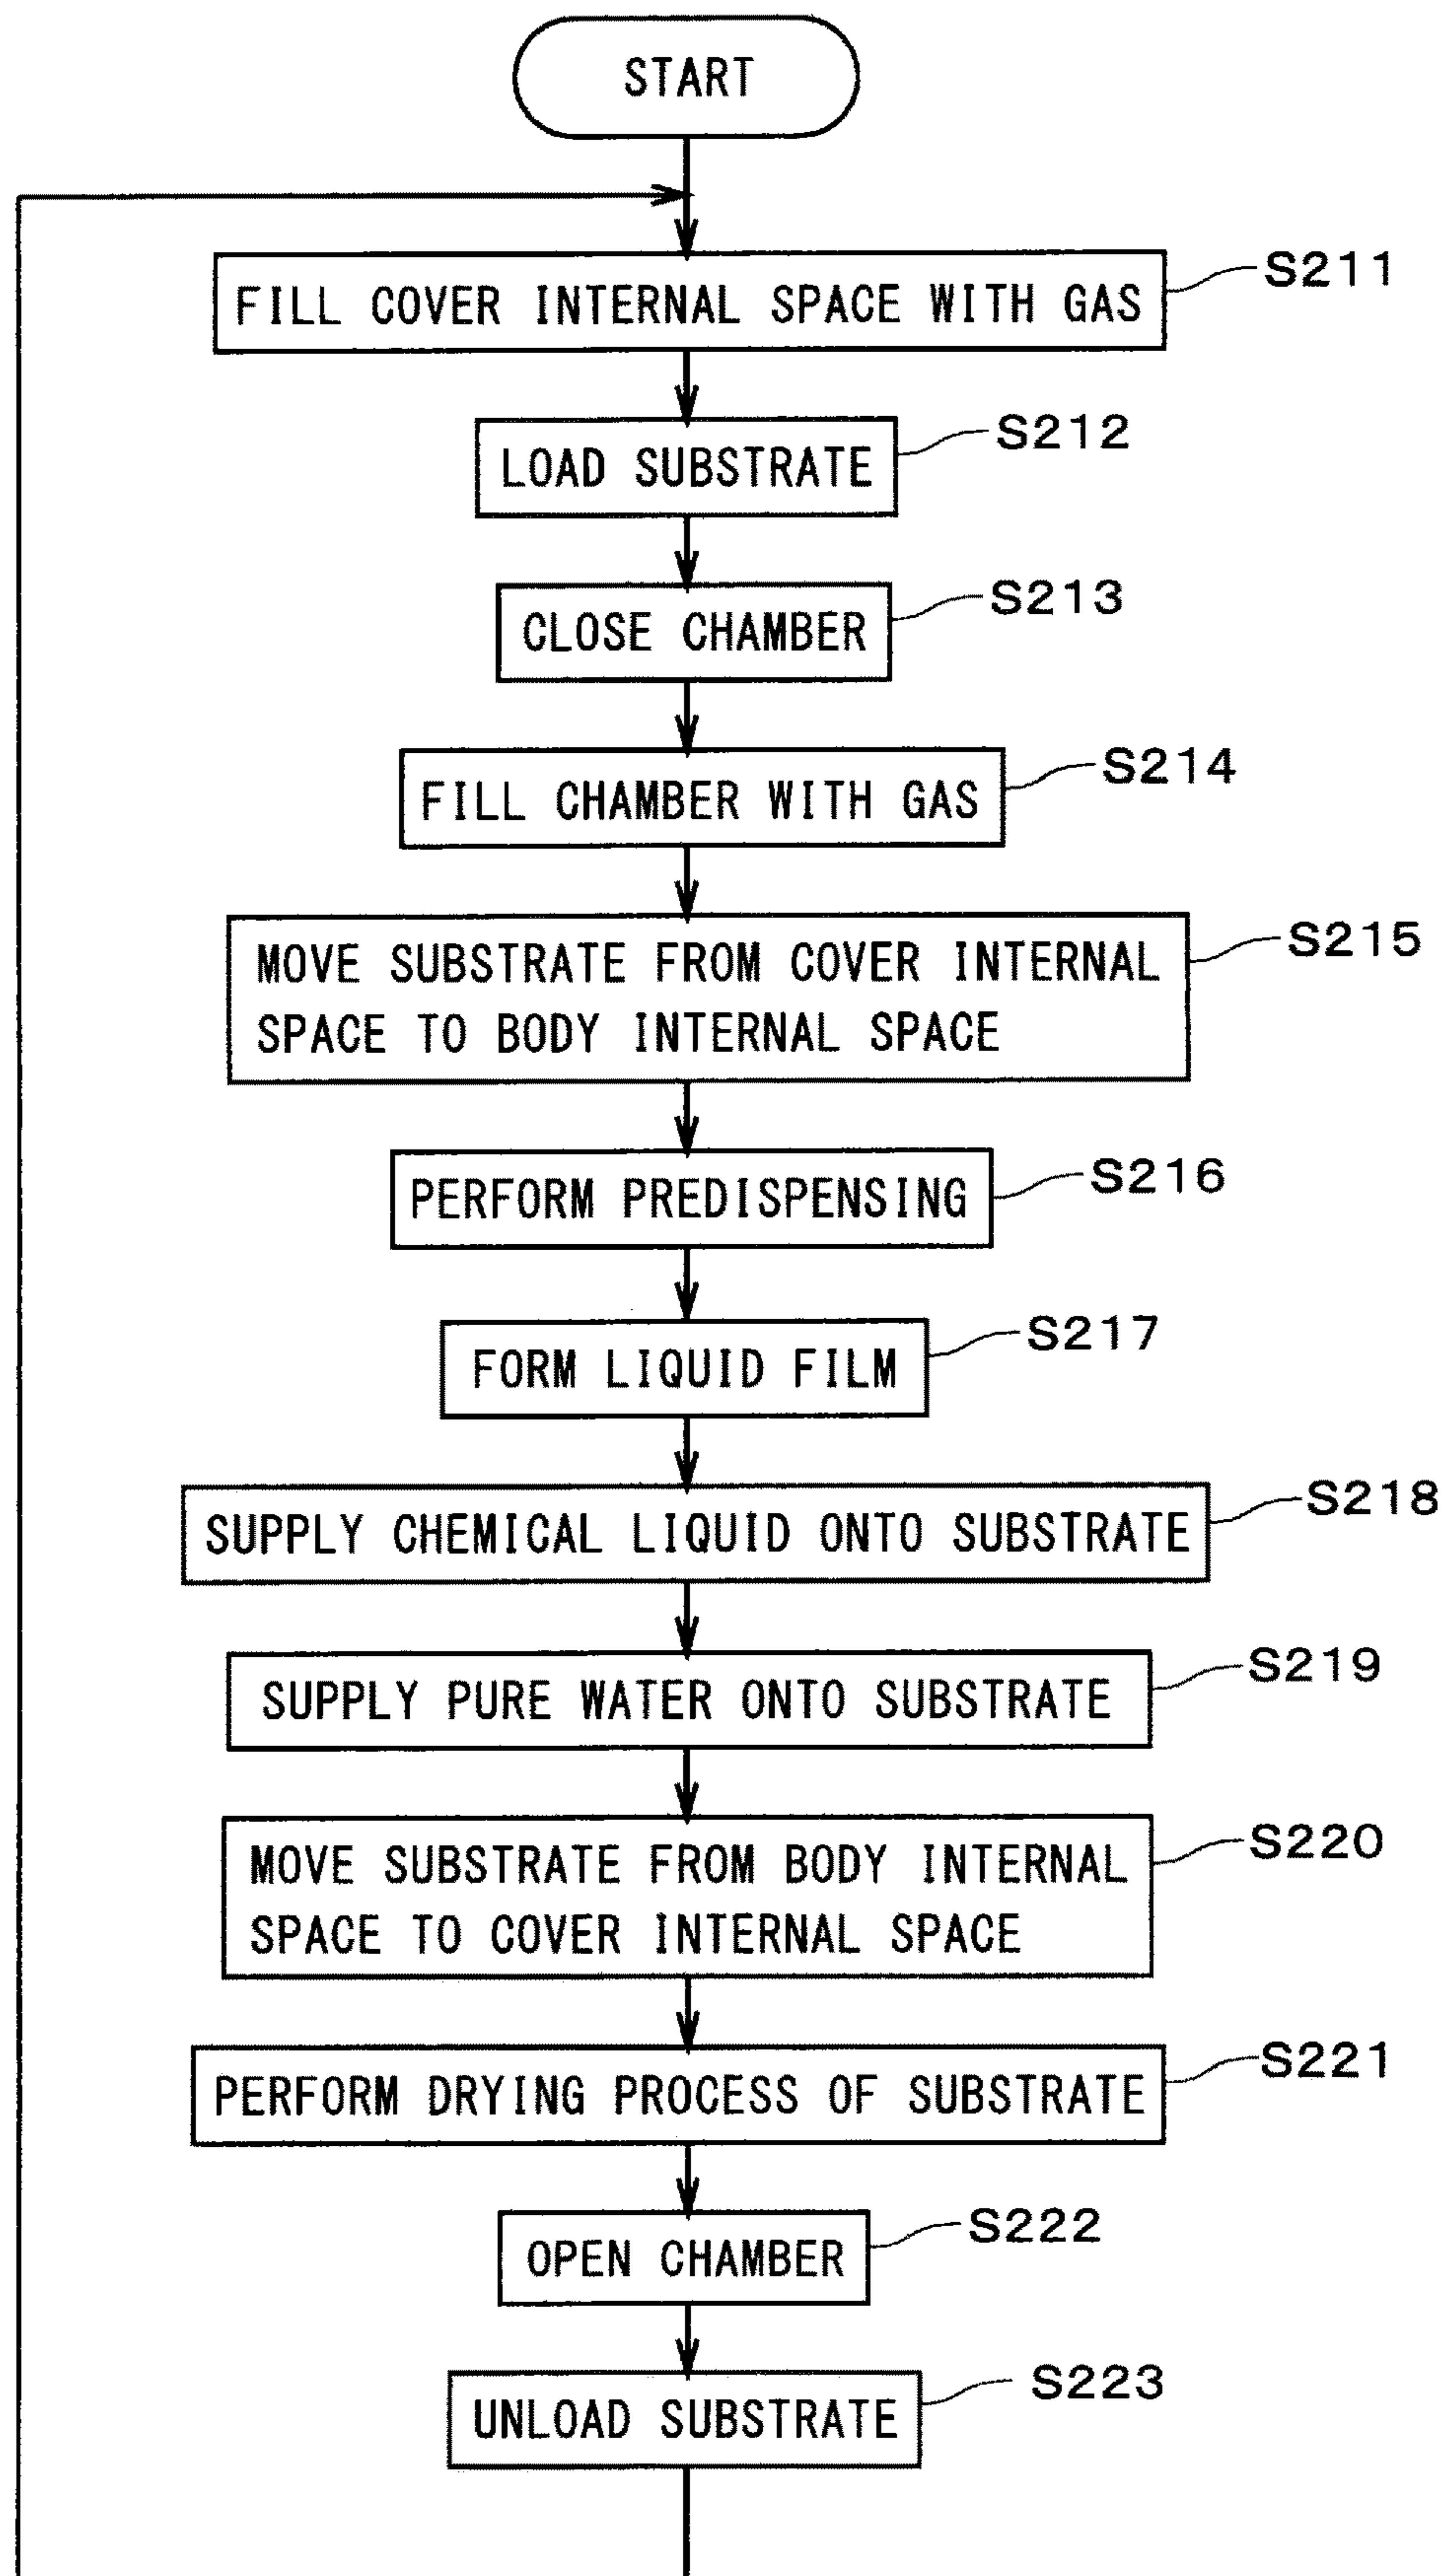 START
FILL COVER INTERNAL SPACE WITH GAS
S211
LOAD SUBSTRATE
S212
CLOSE CHAMBER
S213
FILL CHAMBER WITH GAS
S214
MOVE SUBSTRATE FROM COVER INTERNAL
SPACE TO BODY INTERNAL SPACE
S215
PERFORM PREDISPENSING
S216
FORM LIQUID FILM
S217
SUPPLY CHEMICAL LIQUID ONTO SUBSTRATE
S218
SUPPLY PURE WATER ONTO SUBSTRATE
S219
MOVE SUBSTRATE FROM BODY INTERNAL
SPACE TO COVER INTERNAL SPACE
S220
PERFORM DRYING PROCESS OF SUBSTRATE
S221
OPEN CHAMBER
S222
UNLOAD SUBSTRATE
S223